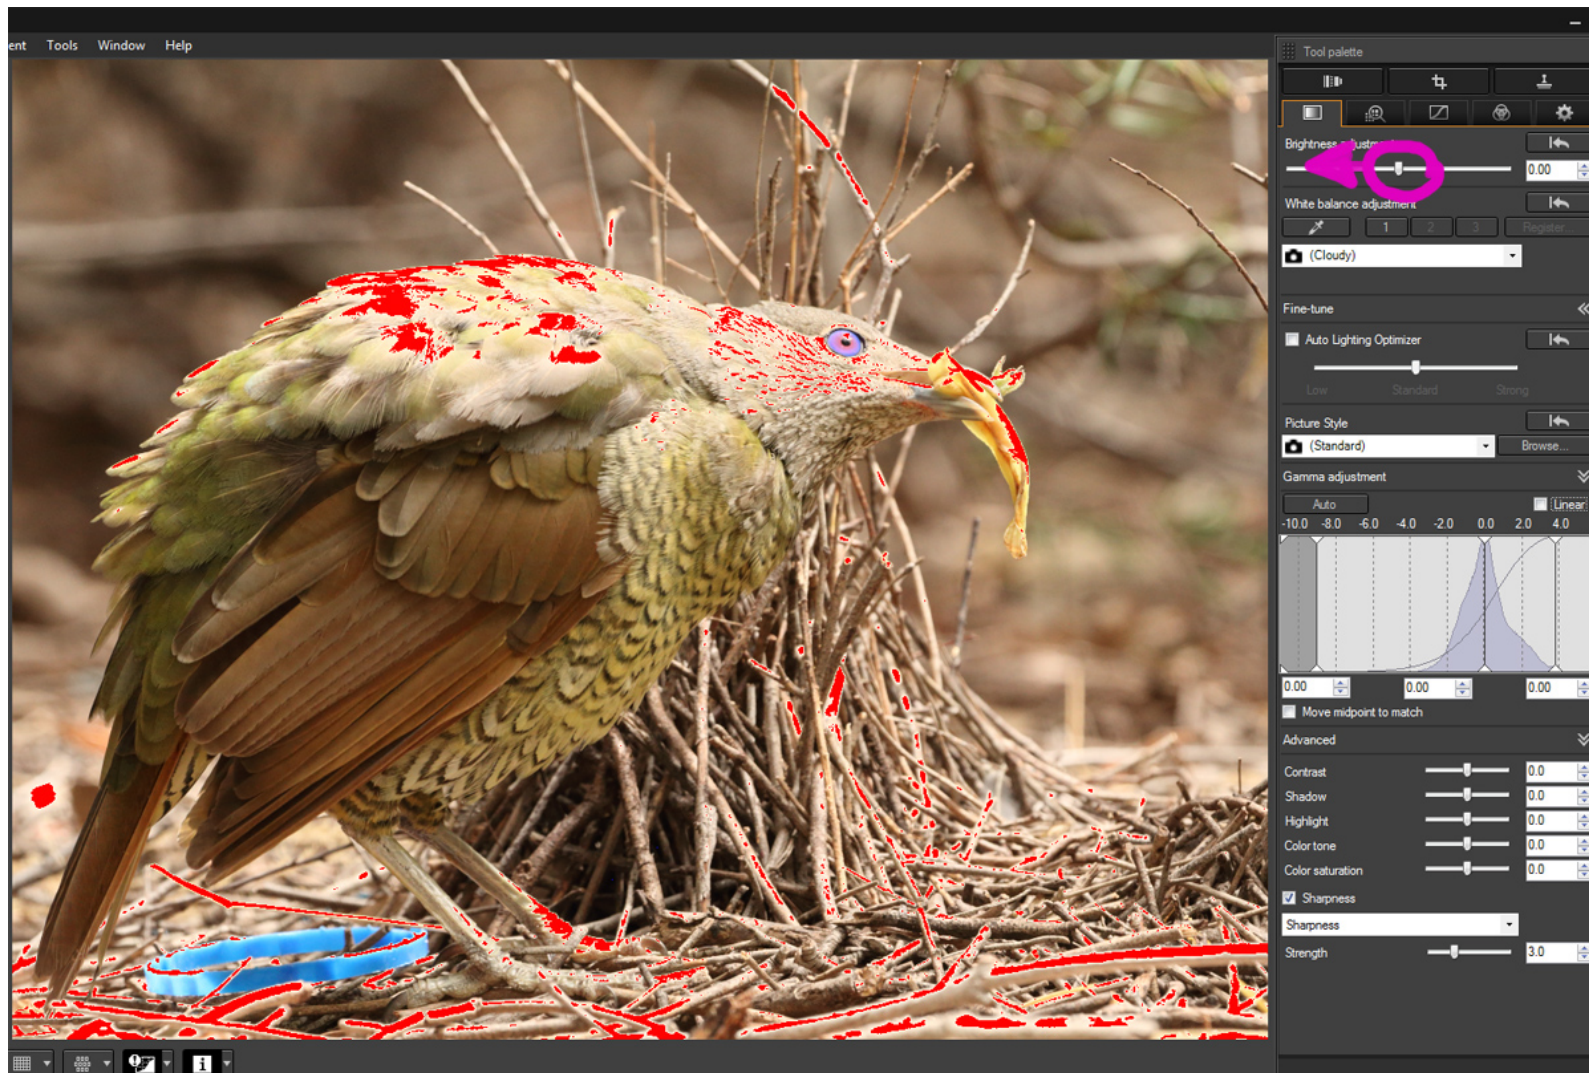 ent Tools Window Help
Tool palette
Brightness adjustment
0.00
White balance adjustment
1 2 3 Register...
(Cloudy)
Fine-tune
Auto Lighting Optimizer
Low Standard Strong
Picture Style
(Standard) Browse...
Gamma adjustment
Auto Linear
-10.0 -8.0 -6.0 -4.0 -2.0 0.0 2.0 4.0
0.00 0.00 0.00
Move midpoint to match
Advanced
Contrast 0.0
Shadow 0.0
Highlight 0.0
Color tone 0.0
Color saturation 0.0
Sharpness
Sharpness
Strength 3.0